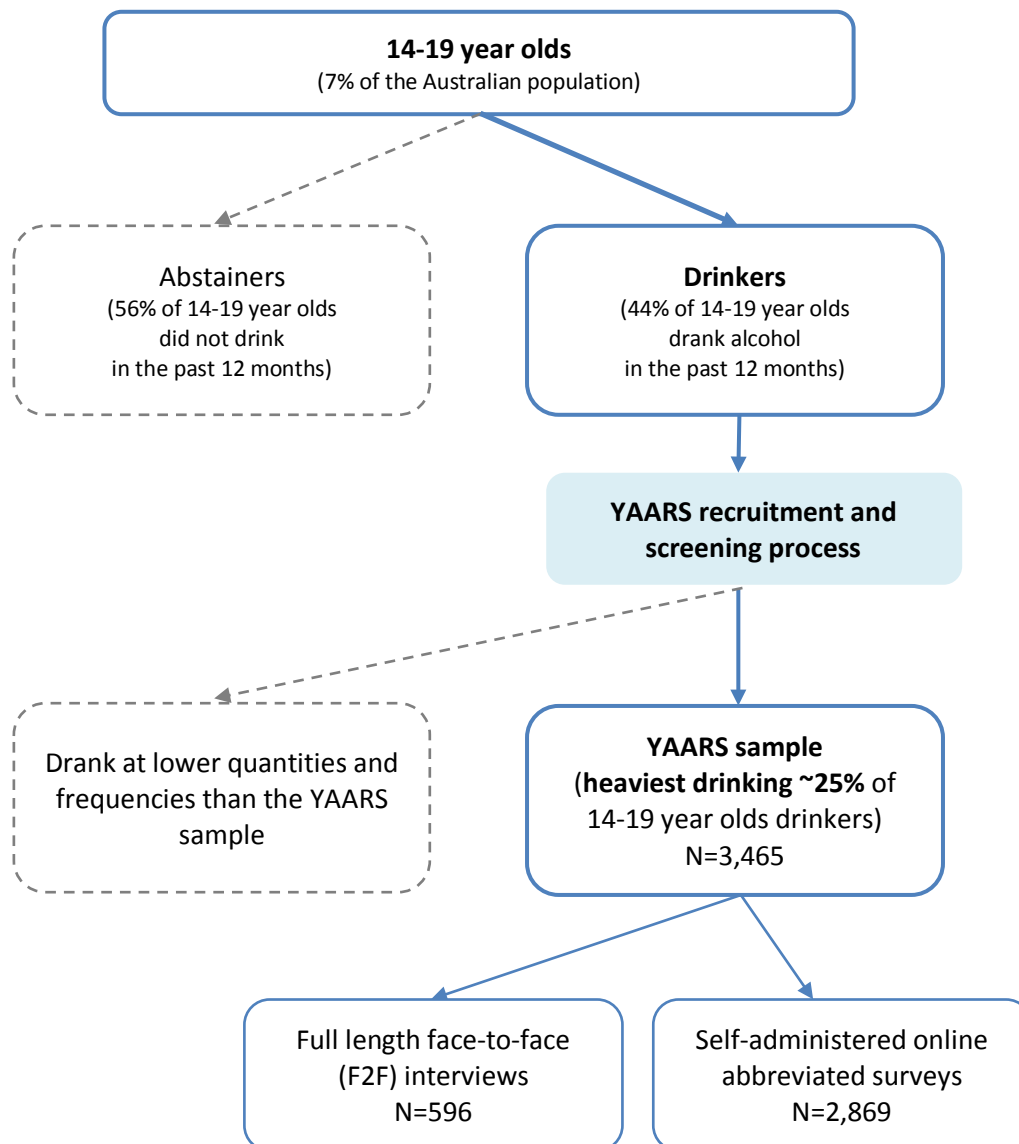 14-19 year olds
(7% of the Australian population)
Abstainers
(56% of 14-19 year olds
did not drink
in the past 12 months)
Drinkers
(44% of 14-19 year olds
drank alcohol
in the past 12 months)
YAARS recruitment and
screening process
Drank at lower quantities and
frequencies than the YAARS
sample
YAARS sample
(heaviest drinking ~25% of
14-19 year olds drinkers)
N=3,465
Full length face-to-face
(F2F) interviews
N=596
Self-administered online
abbreviated surveys
N=2,869